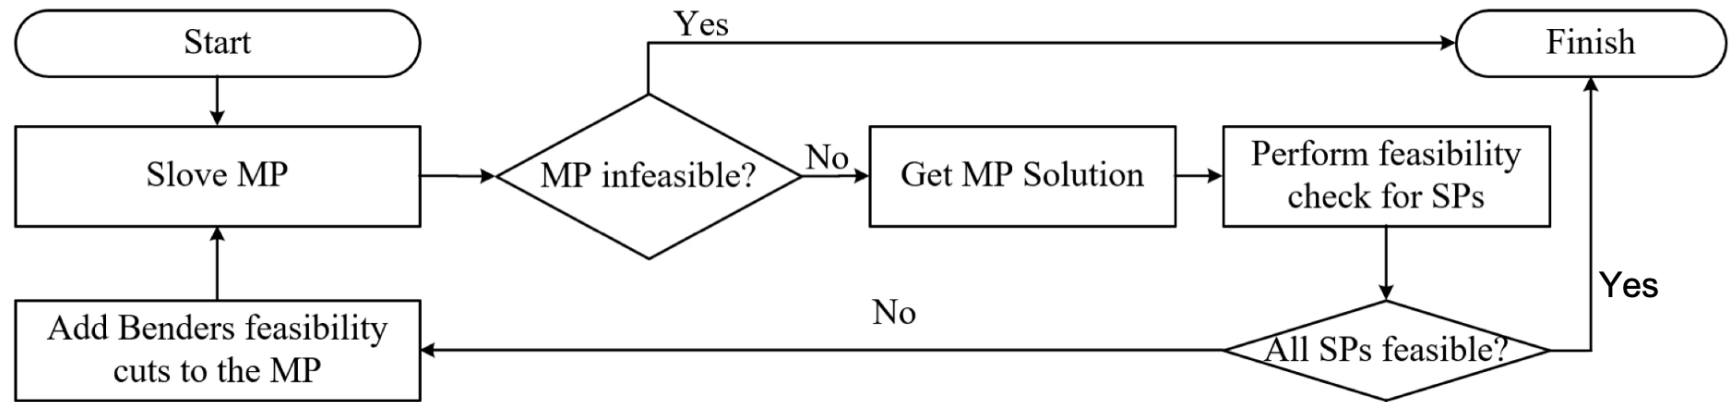 Start
Yes
Finish
Slove MP
MP infeasible?
No
Get MP Solution
Perform feasibility
check for SPs
Yes
No
Add Benders feasibility
cuts to the MP
All SPs feasible?